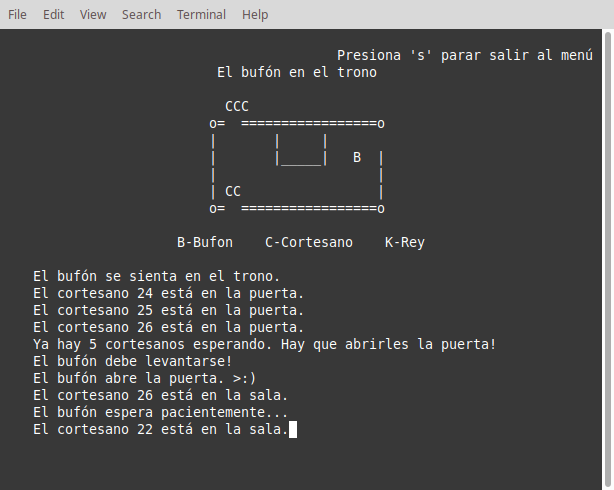 File Edit View Search Terminal Help
Presiona 's' parar salir al menú
El bufón en el trono
CCC
o=  =================o
|       |     |
|       |_____|   B  |
|                    |
| CC                 |
o=  =================o
B-Bufon    C-Cortesano    K-Rey
El bufón se sienta en el trono.
El cortesano 24 está en la puerta.
El cortesano 25 está en la puerta.
El cortesano 26 está en la puerta.
Ya hay 5 cortesanos esperando. Hay que abrirles la puerta!
El bufón debe levantarse!
El bufón abre la puerta. >:)
El cortesano 26 está en la sala.
El bufón espera pacientemente...
El cortesano 22 está en la sala.